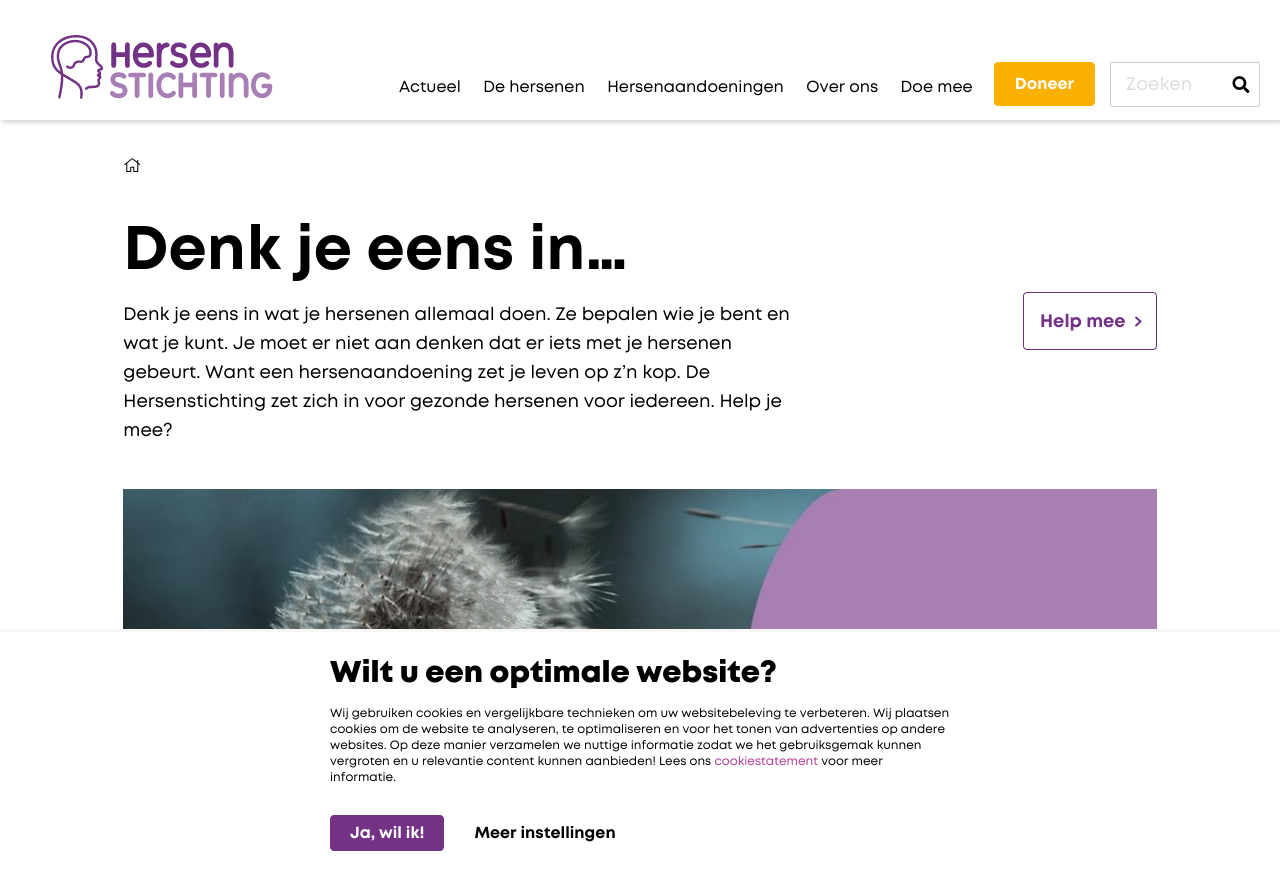 Hersen
STICHTING
Actueel De hersenen Hersenaandoeningen Over ons Doe mee Doneer Zoeken
Denk je eens in...
Denk je eens in wat je hersenen allemaal doen. Ze bepalen wie je bent en
wat je kunt. Je moet er niet aan denken dat er iets met je hersenen
gebeurt. Want een hersenaandoening zet je leven op z’n kop. De
Hersenstichting zet zich in voor gezonde hersenen voor iedereen. Help je
mee?
Help mee
Wilt u een optimale website?
Wij gebruiken cookies en vergelijkbare technieken om uw websitebeleving te verbeteren. Wij plaatsen
cookies om de website te analyseren, te optimaliseren en voor het tonen van advertenties op andere
websites. Op deze manier verzamelen we nuttige informatie zodat we het gebruiksgemak kunnen
vergroten en u relevantie content kunnen aanbieden! Lees ons cookiestatement voor meer
informatie.
Ja, wil ik! Meer instellingen